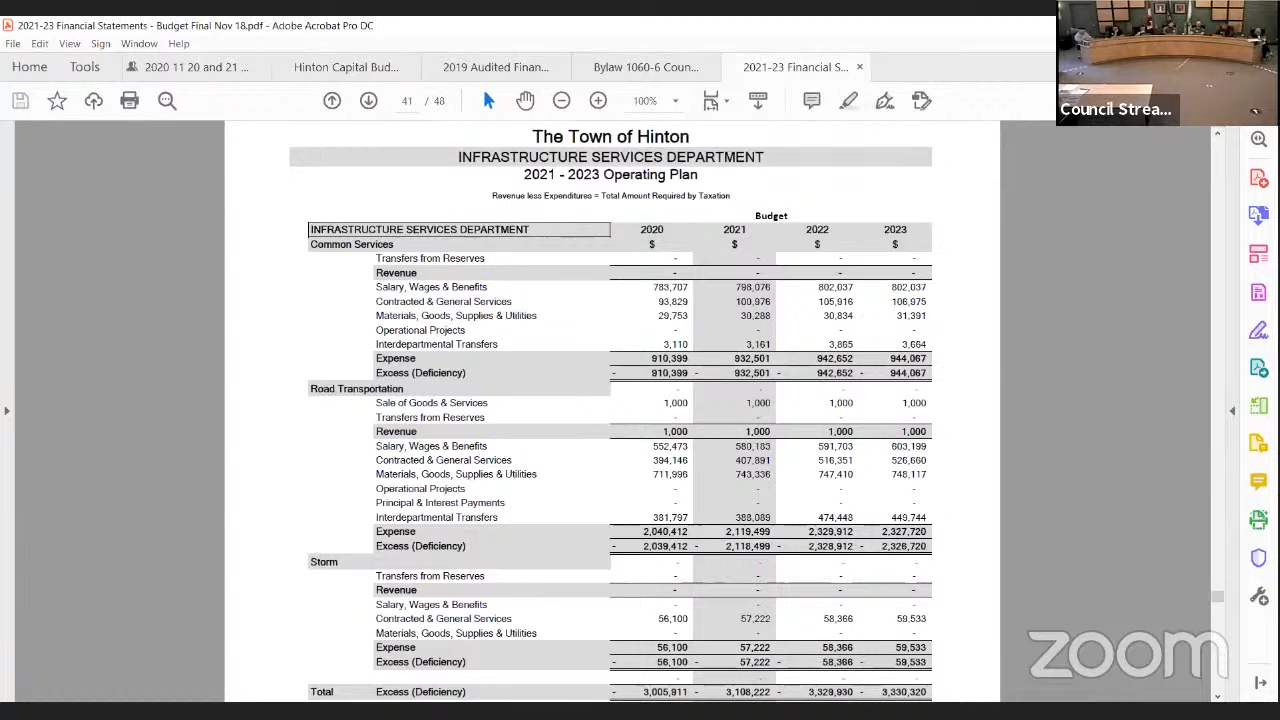 2021-23 Financial Statements - Budget Final Nov 18.pdf - Adobe Acrobat Pro DC
File Edit View Sign Window Help
Home Tools 2020 11 20 and 21 ... Hinton Capital Bud... 2019 Audited Finan... Bylaw 1060-6 Coun... 2021-23 Financial S... ×
41 / 48 100%
Council Strea...
The Town of Hinton
INFRASTRUCTURE SERVICES DEPARTMENT
2021 - 2023 Operating Plan
Revenue less Expenditures = Total Amount Required by Taxation
Budget
INFRASTRUCTURE SERVICES DEPARTMENT 2020 2021 2022 2023
Common Services $ $ $ $
Transfers from Reserves - - - -
Revenue - - - -
Salary, Wages & Benefits 783,707 798,076 802,037 802,037
Contracted & General Services 93,829 100,976 105,916 106,975
Materials, Goods, Supplies & Utilities 29,753 30,288 30,834 31,391
Operational Projects - - - -
Interdepartmental Transfers 3,110 3,161 3,865 3,664
Expense 910,399 932,501 942,652 944,067
Excess (Deficiency) - 910,399 - 932,501 - 942,652 - 944,067
Road Transportation - - - -
Sale of Goods & Services 1,000 1,000 1,000 1,000
Transfers from Reserves - - - -
Revenue 1,000 1,000 1,000 1,000
Salary, Wages & Benefits 552,473 580,183 591,703 603,199
Contracted & General Services 394,146 407,891 516,351 526,660
Materials, Goods, Supplies & Utilities 711,996 743,336 747,410 748,117
Operational Projects - - - -
Principal & Interest Payments - - - -
Interdepartmental Transfers 381,797 388,089 474,448 449,744
Expense 2,040,412 2,119,499 2,329,912 2,327,720
Excess (Deficiency) - 2,039,412 - 2,118,499 - 2,328,912 - 2,326,720
Storm - - - -
Transfers from Reserves - - - -
Revenue - - - -
Salary, Wages & Benefits - - - -
Contracted & General Services 56,100 57,222 58,366 59,533
Materials, Goods, Supplies & Utilities - - - -
Expense 56,100 57,222 58,366 59,533
Excess (Deficiency) - 56,100 - 57,222 - 58,366 - 59,533
- - - -
Total Excess (Deficiency) - 3,005,911 - 3,108,222 - 3,329,930 - 3,330,320
zoom